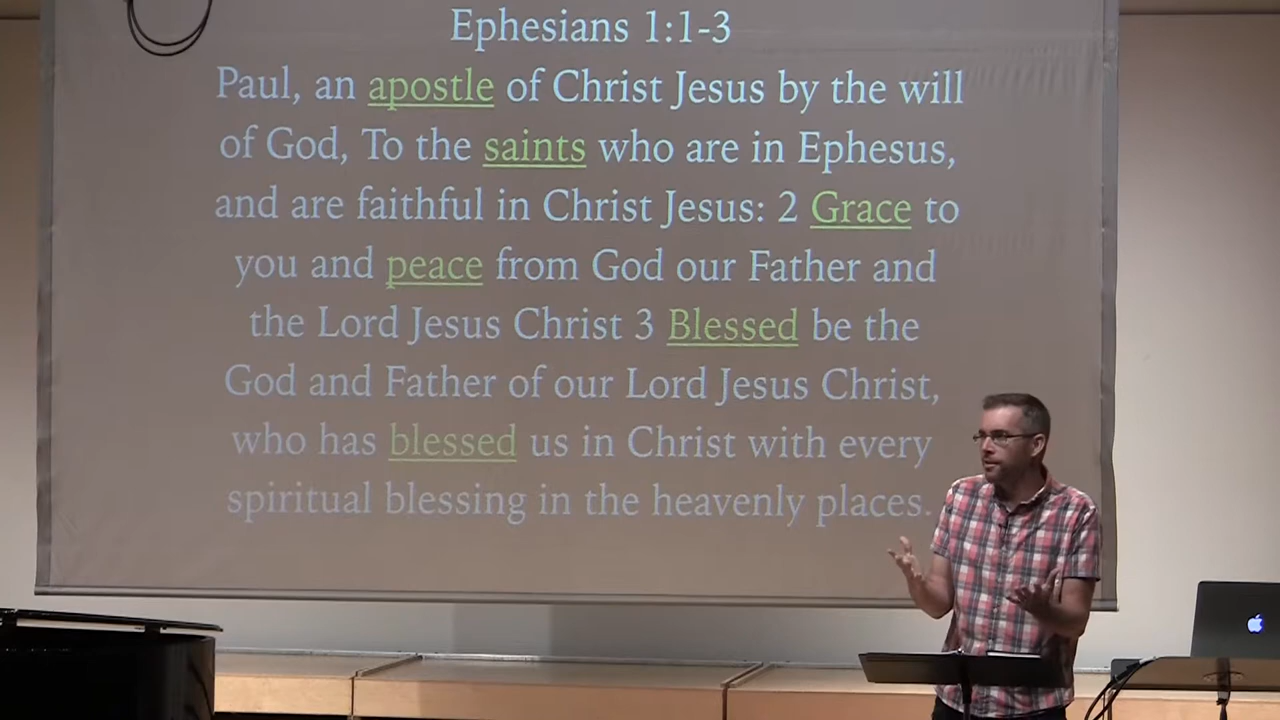 Ephesians 1:1-3
Paul, an apostle of Christ Jesus by the will
of God, To the saints who are in Ephesus,
and are faithful in Christ Jesus: 2 Grace to
you and peace from God our Father and
the Lord Jesus Christ 3 Blessed be the
God and Father of our Lord Jesus Christ,
who has blessed us in Christ with every
spiritual blessing in the heavenly places.